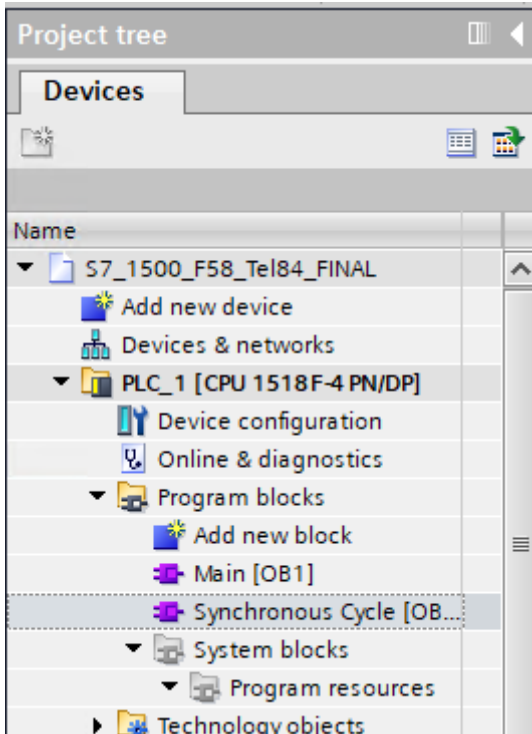 Project tree
Devices
Name
S7_1500_F58_Tel84_FINAL
Add new device
Devices & networks
PLC_1 [CPU 1518F-4 PN/DP]
Device configuration
Online & diagnostics
Program blocks
Add new block
Main [OB1]
Synchronous Cycle [OB...
System blocks
Program resources
Technology objects